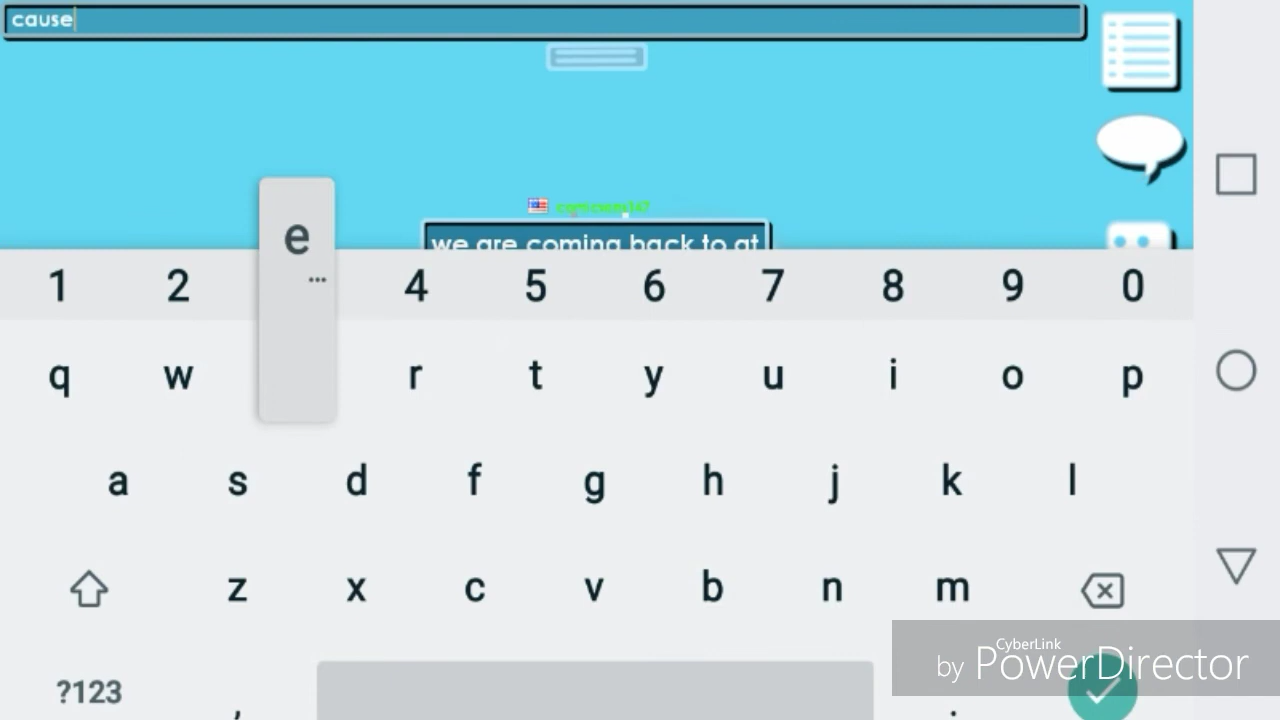 cause
we are coming back to at
e
...
1 2 4 5 6 7 8 9 0
q w r t y u i o p
a s d f g h j k l
z x c v b n m
?123 , .
CyberLink
by PowerDirector